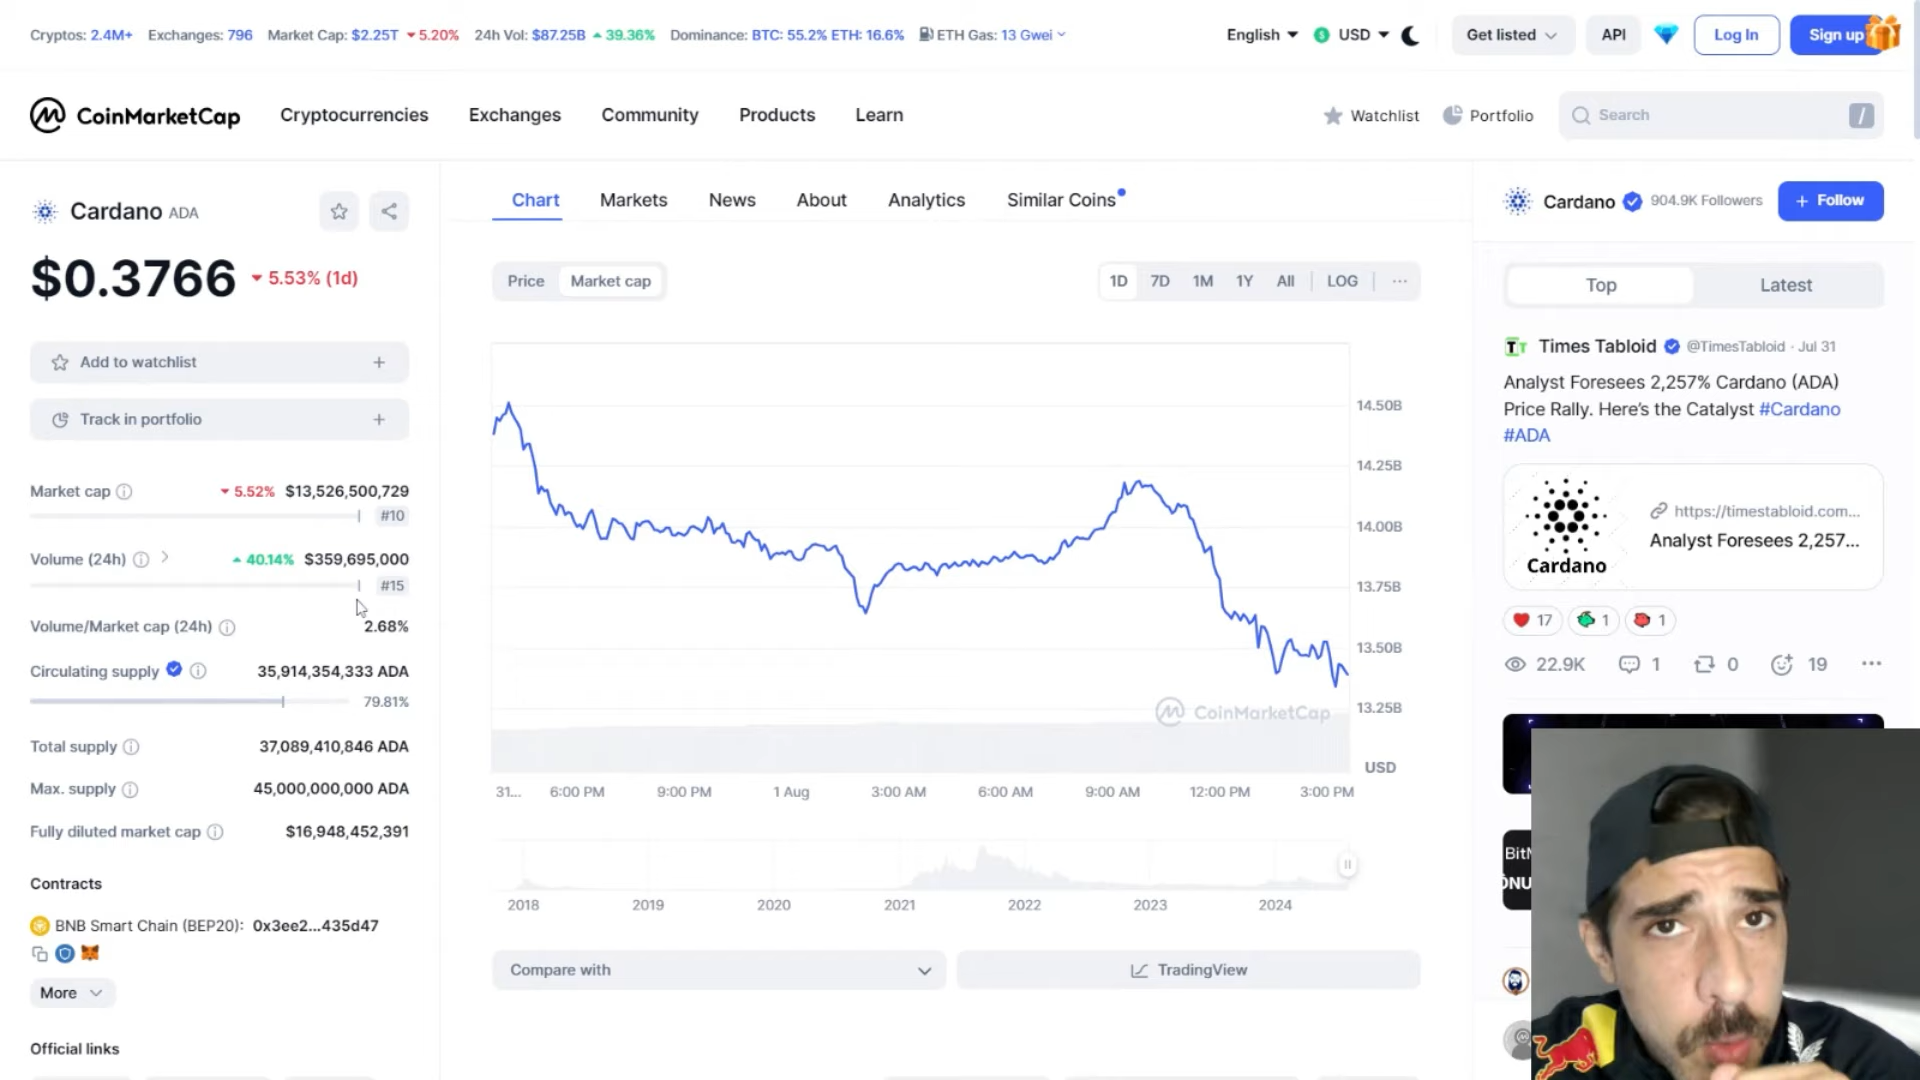 Cryptos: 2.4M+ Exchanges: 796 Market Cap: $2.25T 5.20% 24h Vol: $87.25B 39.36% Dominance: BTC: 55.2% ETH: 16.6% ETH Gas: 13 Gwei
English USD Get listed API Log In Sign up
CoinMarketCap Cryptocurrencies Exchanges Community Products Learn
Watchlist Portfolio Search /
Cardano ADA
$0.3766 5.53% (1d)
Add to watchlist +
Track in portfolio +
Market cap 5.52% $13,526,500,729
#10
Volume (24h) 40.14% $359,695,000
#15
Volume/Market cap (24h) 2.68%
Circulating supply 35,914,354,333 ADA
79.81%
Total supply 37,089,410,846 ADA
Max. supply 45,000,000,000 ADA
Fully diluted market cap $16,948,452,391
Contracts
BNB Smart Chain (BEP20): 0x3ee2...435d47
More
Official links
Chart Markets News About Analytics Similar Coins
Price Market cap
1D 7D 1M 1Y All LOG ...
14.50B
14.25B
14.00B
13.75B
13.50B
13.25B
CoinMarketCap
USD
31... 6:00 PM 9:00 PM 1 Aug 3:00 AM 6:00 AM 9:00 AM 12:00 PM 3:00 PM
2018 2019 2020 2021 2022 2023 2024
Compare with
TradingView
Cardano 904.9K Followers + Follow
Top Latest
Times Tabloid @TimesTabloid · Jul 31
Analyst Foresees 2,257% Cardano (ADA)
Price Rally. Here's the Catalyst #Cardano
#ADA
Cardano
https://timestabloid.com...
Analyst Foresees 2,257...
17 1 1
22.9K 1 0 19 ...